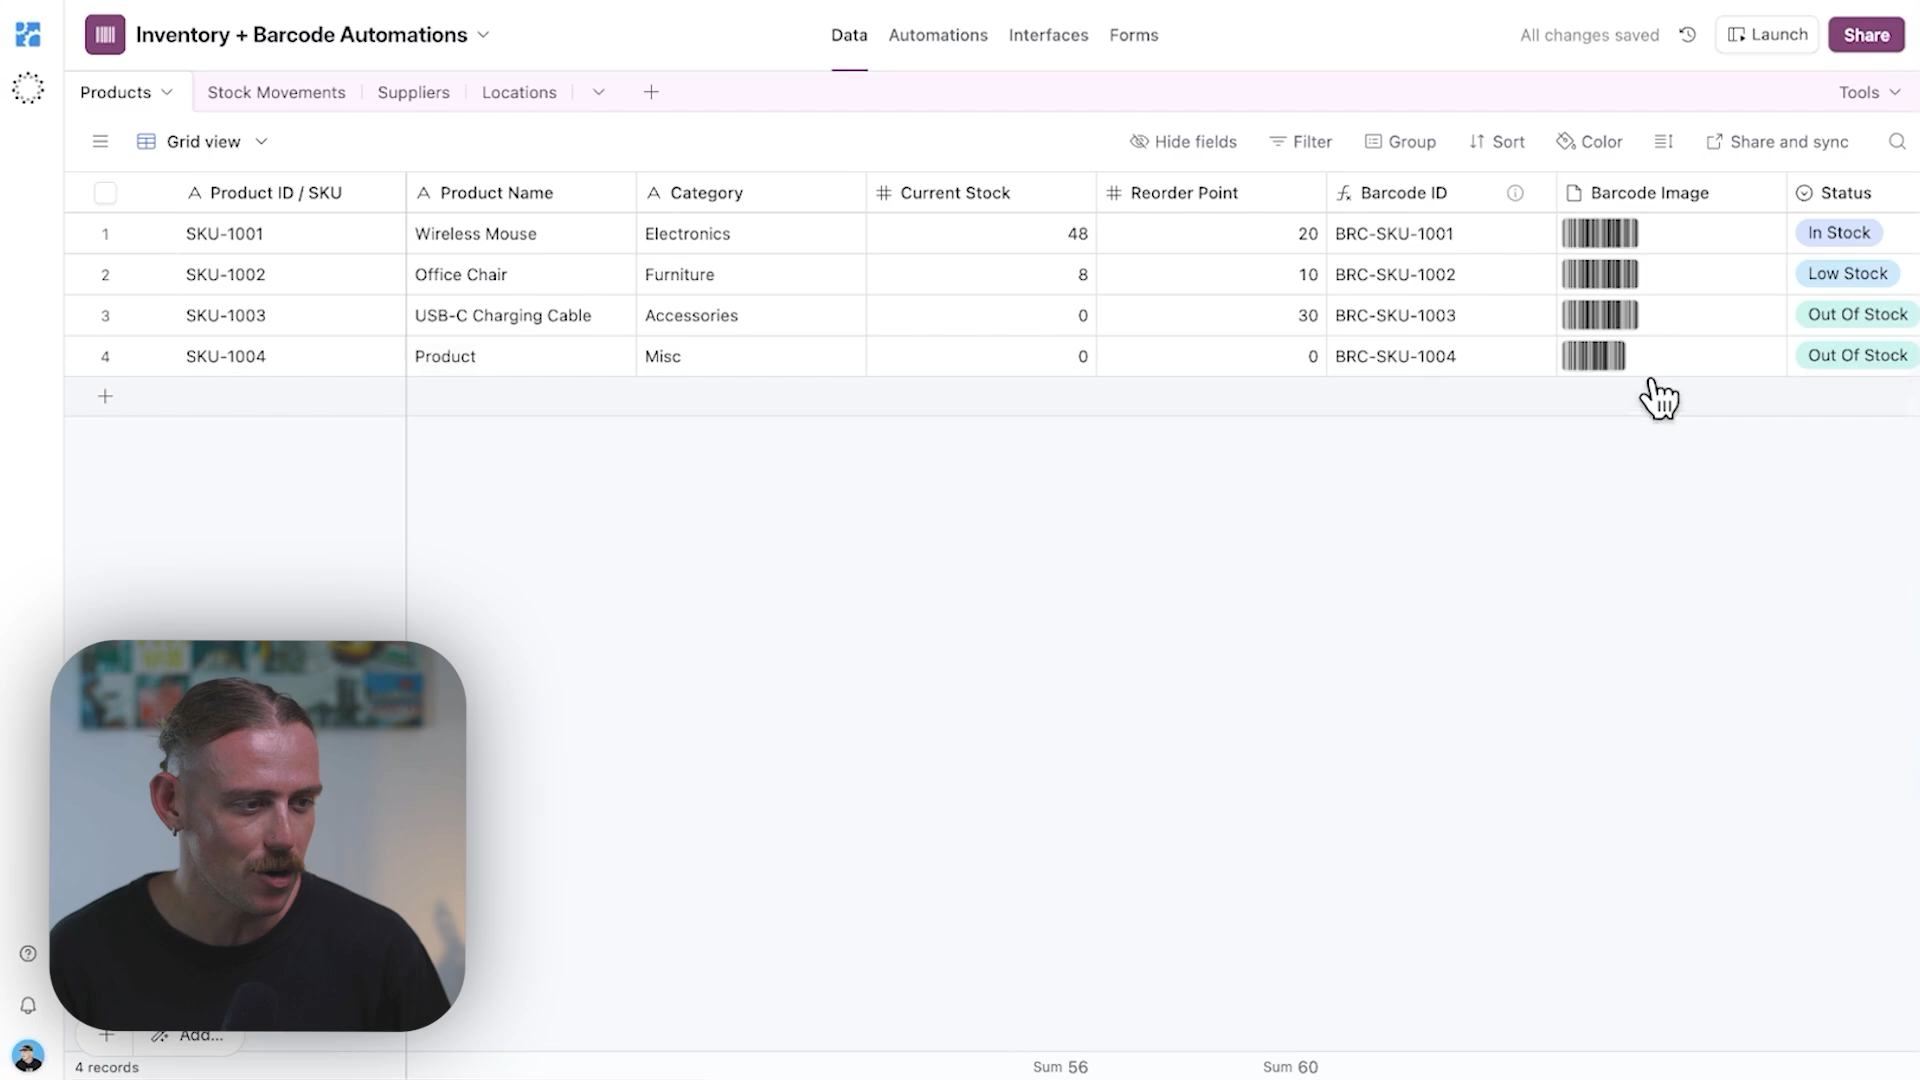 Inventory + Barcode Automations
Data Automations Interfaces Forms
All changes saved Launch Share
Products Stock Movements Suppliers Locations Tools
Grid view Hide fields Filter Group Sort Color Share and sync
Product ID / SKU Product Name Category Current Stock Reorder Point Barcode ID Barcode Image Status
1 SKU-1001 Wireless Mouse Electronics 48 20 BRC-SKU-1001 In Stock
2 SKU-1002 Office Chair Furniture 8 10 BRC-SKU-1002 Low Stock
3 SKU-1003 USB-C Charging Cable Accessories 0 30 BRC-SKU-1003 Out Of Stock
4 SKU-1004 Product Misc 0 0 BRC-SKU-1004 Out Of Stock
Add...
4 records Sum 56 Sum 60